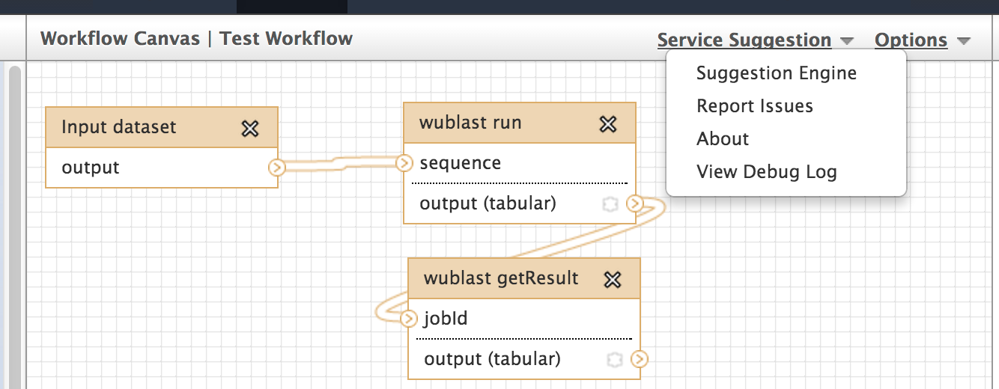 Workflow Canvas | Test Workflow
Service Suggestion
Options
Suggestion Engine
Report Issues
About
View Debug Log
Input dataset
output
wublast run
sequence
output (tabular)
wublast getResult
jobId
output (tabular)